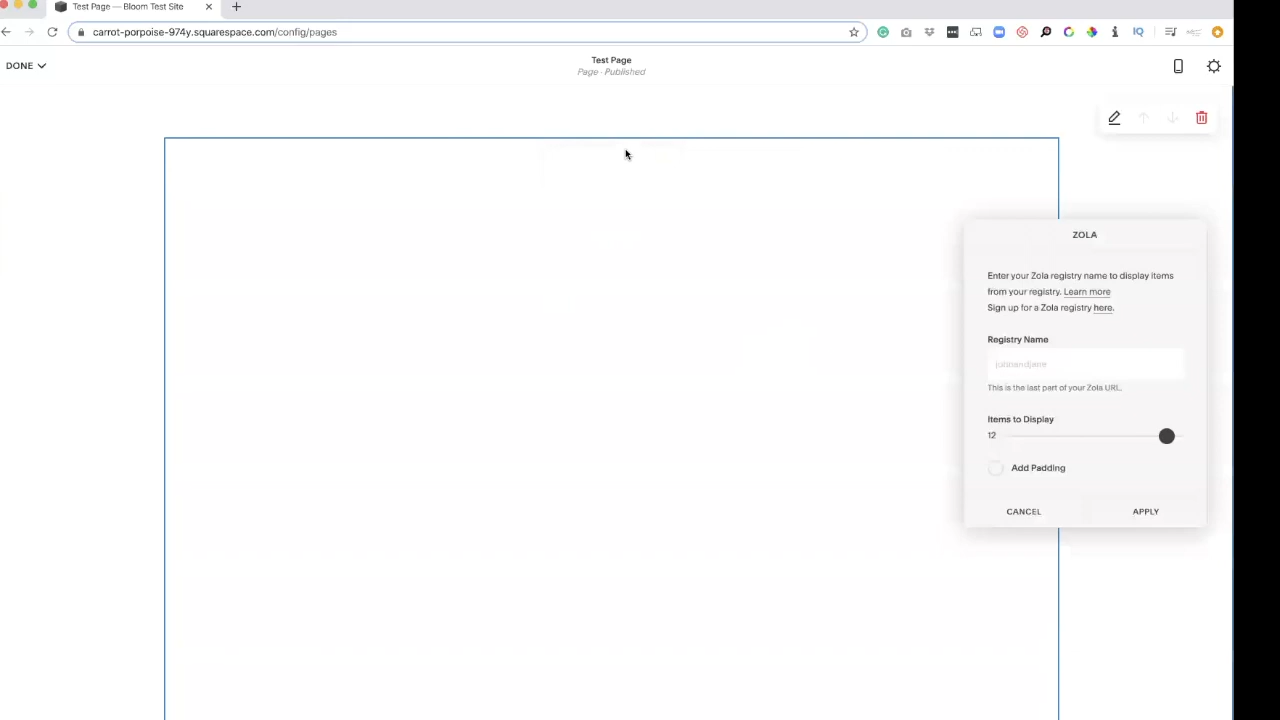 Test Page — Bloom Test Site
carrot-porpoise-974y.squarespace.com/config/pages
IQ
DONE
Test Page
Page · Published
ZOLA
Enter your Zola registry name to display items
from your registry. Learn more
Sign up for a Zola registry here.
Registry Name
johnandjane
This is the last part of your Zola URL.
Items to Display
12
Add Padding
CANCEL
APPLY